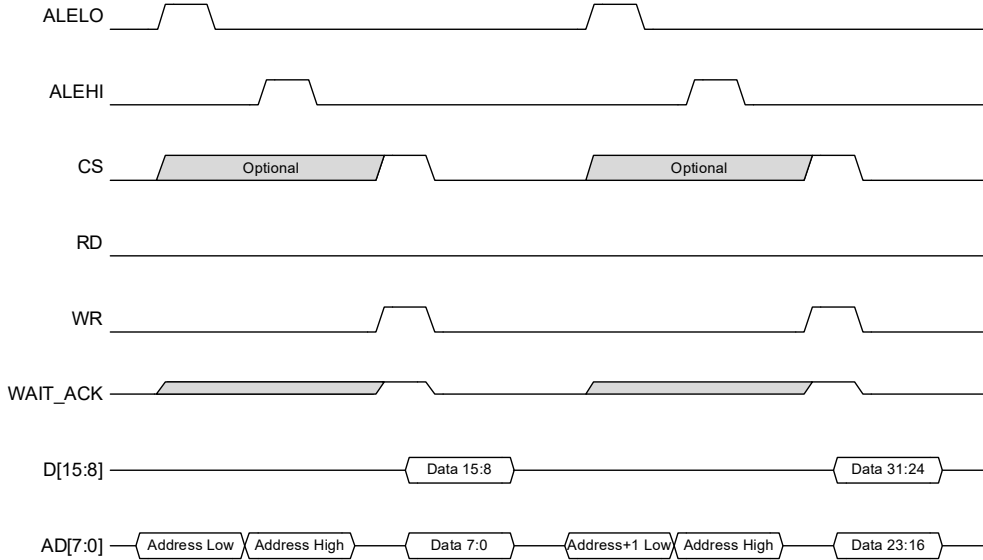 ALELO
ALEHI
CS Optional Optional
RD
WR
WAIT_ACK
D[15:8] Data 15:8 Data 31:24
AD[7:0] Address Low Address High Data 7:0 Address+1 Low Address High Data 23:16